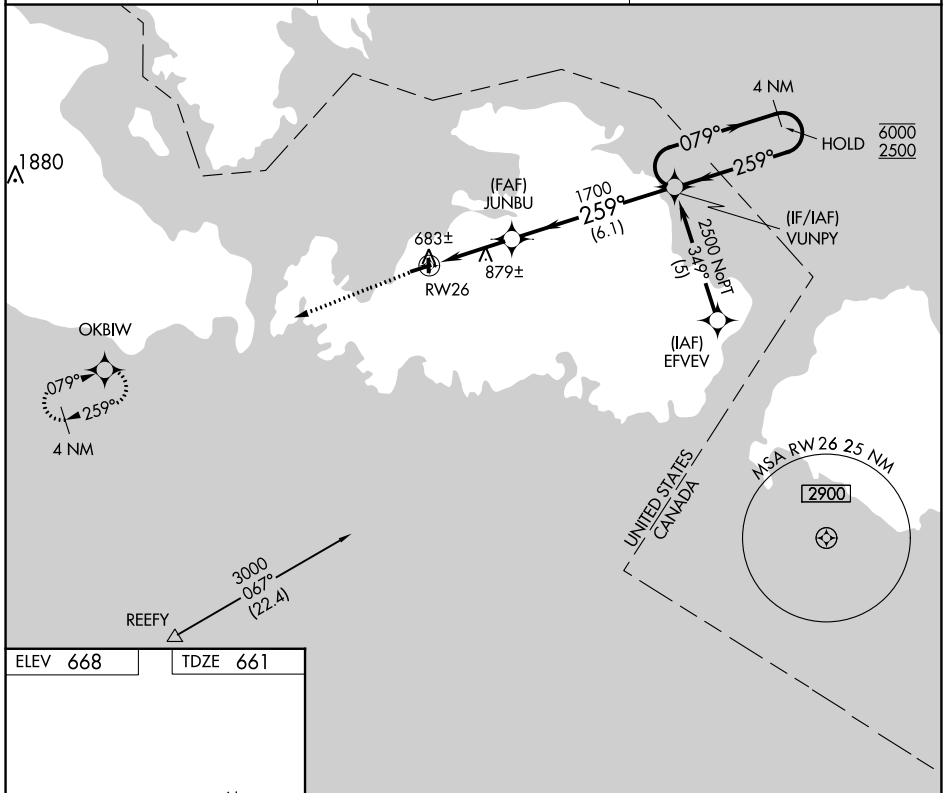 4 NM
079°
HOLD
6000
2500
259°
1880
(FAF)
JUNBU
1700
259°
(6.1)
(IF/IAF)
VUNPY
683±
879±
RW26
2500 NoPT
349°
(5)
(IAF)
EFVEV
OKBIW
079°
259°
4 NM
MSA RW 26 25 NM
2900
UNITED STATES
CANADA
3000
067°
(22.4)
REEFY
ELEV 668
TDZE 661